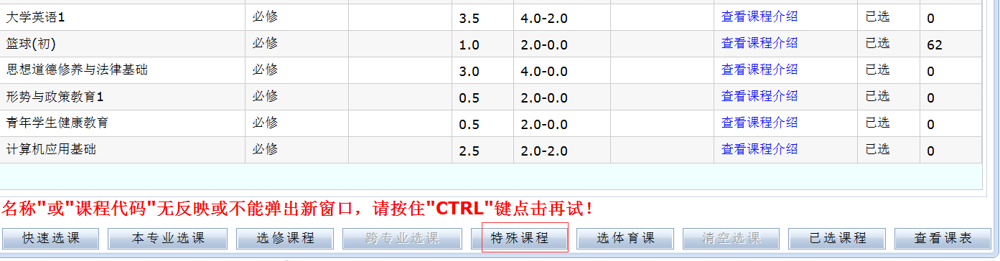 大学英语1 必修 3.5 4.0-2.0 查看课程介绍 已选 0
篮球(初) 必修 1.0 2.0-0.0 查看课程介绍 已选 62
思想道德修养与法律基础 必修 3.0 4.0-0.0 查看课程介绍 已选 0
形势与政策教育1 必修 0.5 2.0-0.0 查看课程介绍 已选 0
青年学生健康教育 必修 0.5 2.0-0.0 查看课程介绍 已选 0
计算机应用基础 必修 2.5 2.0-2.0 查看课程介绍 已选 0
名称"或"课程代码"无反映或不能弹出新窗口，请按住"CTRL"键点击再试！
快速选课 本专业选课 选修课程 跨专业选课 特殊课程 选体育课 清空选课 已选课程 查看课表